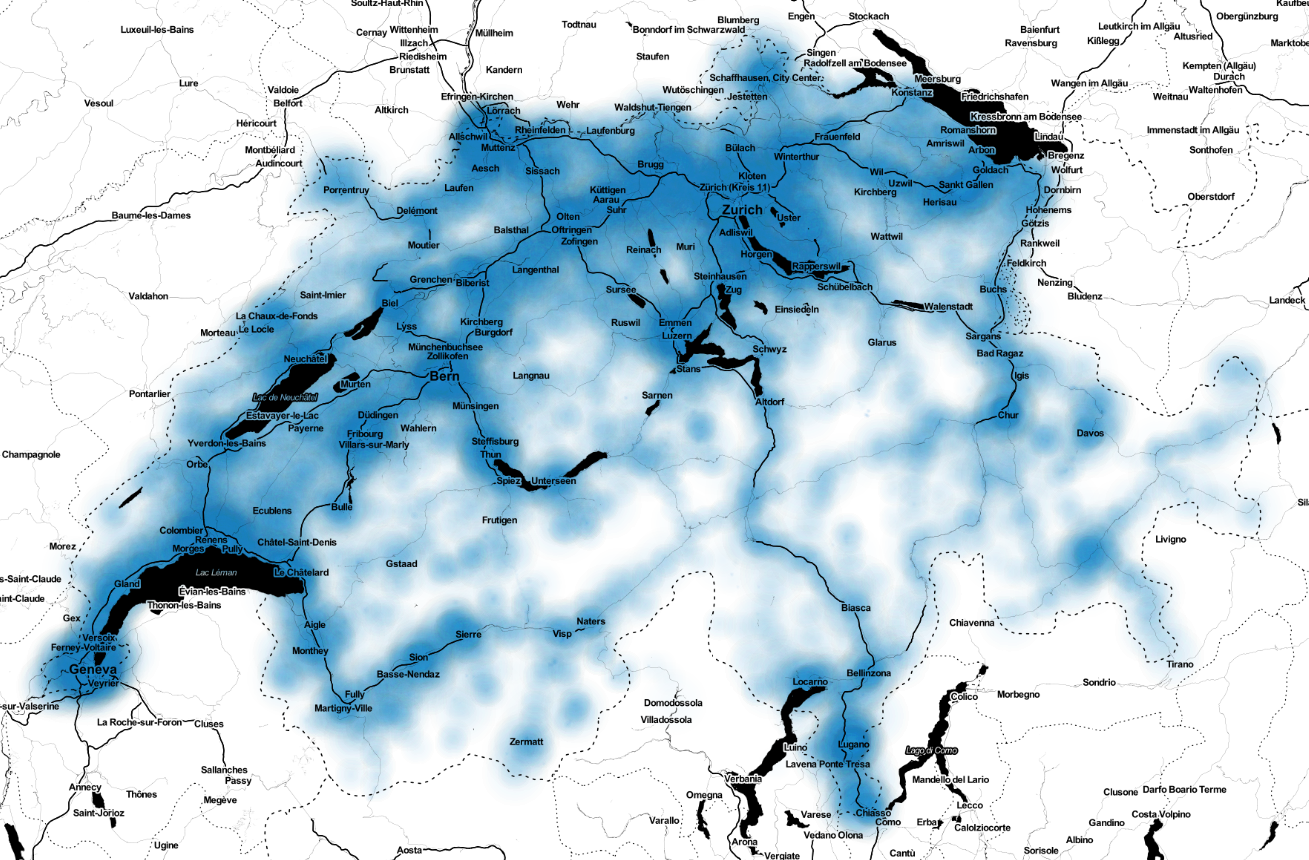 Soultz-Haut-Rhin
Kaufbeu
Engen
Stockach
Obergünzburg
Blumberg
Todtnau
Bonndorf im Schwarzwald
Leutkirch im Allgäu
Luxeuil-les-Bains
Cernay
Wittenheim
Müllheim
Baienfurt
Altusried
Illzach
Ravensburg
Kißlegg
Marktobe
Riedisheim
Staufen
Singen
Radolfzell am Bodensee
Kempten (Allgäu)
Brunstatt
Kandern
Schaffhausen, City Center
Meersburg
Durach
Lure
Valdoie
Wutöschingen
Konstanz
Wangen im Allgäu
Waltenhofen
Vesoul
Belfort
Efringen-Kirchen
Jestetten
Friedrichshafen
Weitnau
Altkirch
Lörrach
Wehr
Waldshut-Tiengen
Kressbronn am Bodensee
Héricourt
Rheinfelden
Laufenburg
Romanshorn
Immenstadt im Allgäu
Allschwil
Frauenfeld
Lindau
Montbéliard
Muttenz
Bülach
Amriswil
Arbon
Sonthofen
Audincourt
Winterthur
Bregenz
Aesch
Sissach
Brugg
Kloten
Wil
Goldach
Wolfurt
Porrentruy
Laufen
Küttigen
Zürich (Kreis 11)
Uzwil
Sankt Gallen
Dornbirn
Aarau
Kirchberg
Oberstdorf
Baume-les-Dames
Delémont
Suhr
Zurich
Herisau
Hohenems
Olten
Uster
Balsthal
Oftringen
Adliswil
Wattwil
Götzis
Moutier
Zofingen
Reinach
Muri
Horgen
Rankweil
Langenthal
Rapperswil
Feldkirch
Grenchen
Biberist
Steinhausen
Schübelbach
Nenzing
Valdahon
Saint-Imier
Sursee
Zug
Buchs
Bludenz
Landeck
Biel
Einsiedeln
Walenstadt
La Chaux-de-Fonds
Lyss
Kirchberg
Ruswil
Emmen
Morteau
Le Locle
Burgdorf
Luzern
Sargans
Münchenbuchsee
Glarus
Neuchâtel
Zollikofen
Schwyz
Bad Ragaz
Bern
Langnau
Stans
Igis
Murten
Pontarlier
Lac de Neuchâtel
Sarnen
Altdorf
Münsingen
Estavayer-le-Lac
Düdingen
Chur
Payerne
Wahlern
Fribourg
Davos
Yverdon-les-Bains
Villars-sur-Marly
Steffisburg
Champagnole
Thun
Orbe
Spiez
Unterseen
Sil
Bulle
Ecublens
Frutigen
Colombier
Renens
Châtel-Saint-Denis
Livigno
Morez
Morges
Pully
Gstaad
Lac Léman
Le Châtelard
s-Saint-Claude
Gland
Évian-les-Bains
int-Claude
Thonon-les-Bains
Biasca
Gex
Aigle
Naters
Chiavenna
Versoix
Sierre
Visp
Ferney-Voltaire
Monthey
Sion
Tirano
Geneva
Basse-Nendaz
Bellinzona
Veyrier
Locarno
Sondrio
Fully
Colico
Morbegno
-sur-Valserine
Martigny-Ville
Domodossola
La Roche-sur-Foron
Cluses
Villadossola
Zermatt
Luino
Lugano
Lago di Como
Lavena Ponte Tresa
Sallanches
Verbania
Mandello del Lario
Passy
Annecy
Thônes
Omegna
Clusone
Darfo Boario Terme
Megève
Lecco
Saint-Jorioz
Chiasso
Varese
Como
Erba
Costa Volpino
Varallo
Calolziocorte
Gandino
Vedano Olona
Ugine
Arona
Albino
Aosta
Vergiate
Cantù
Sorisole